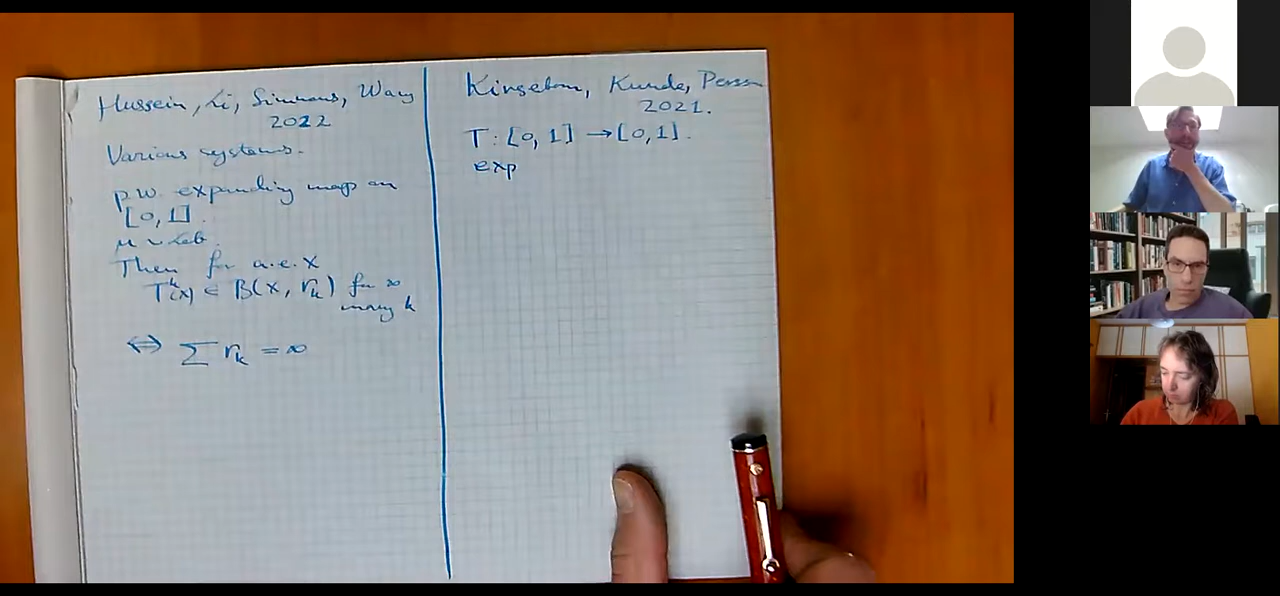 Hussein, Li, Simmons, Wang
2022
Various systems.
p.w. expanding map on
[0,1].
μ ~ Leb.
Then for a.e. x
T^k(x) ∈ B(x, r_k) for ∞
many k
⇔ Σ r_k = ∞
Kirsebom, Kunde, Persson
2021.
T: [0,1] → [0,1].
exp